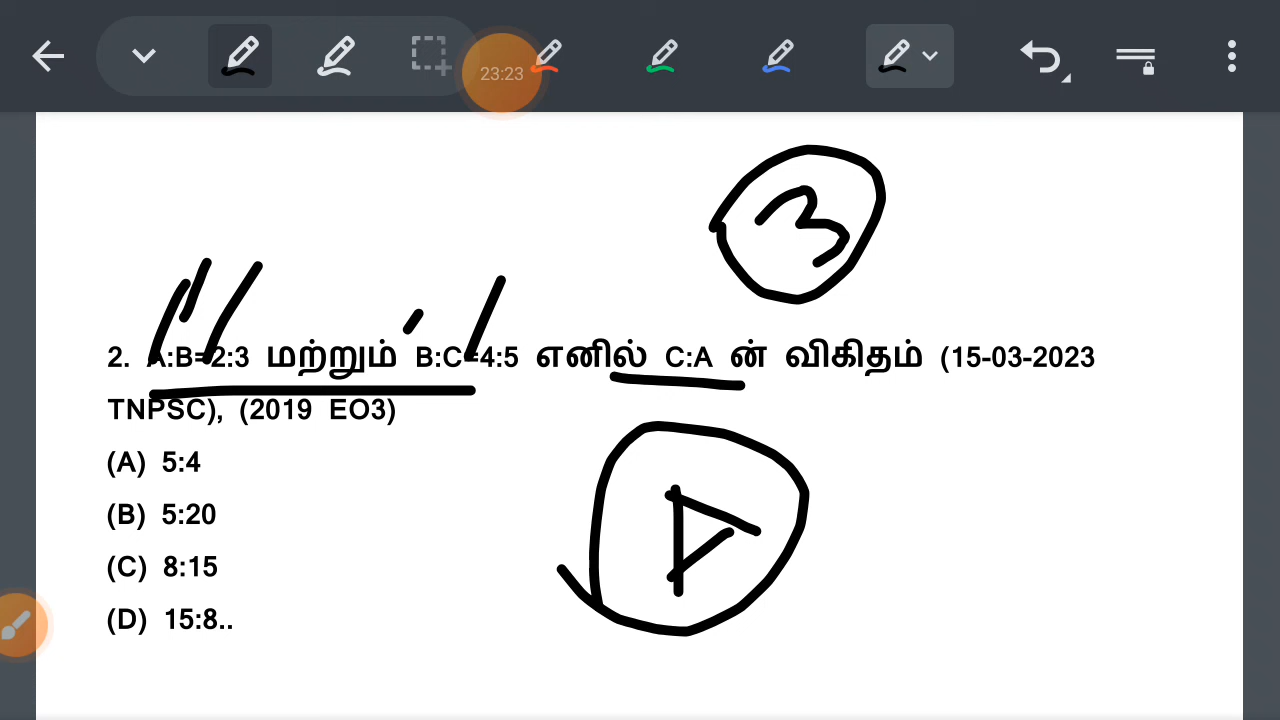 23:23
3
2. A:B=2:3 மற்றும் B:C=4:5 எனில் C:A ன் விகிதம் (15-03-2023
TNPSC), (2019 EO3)
(A) 5:4
(B) 5:20
(C) 8:15
(D) 15:8..